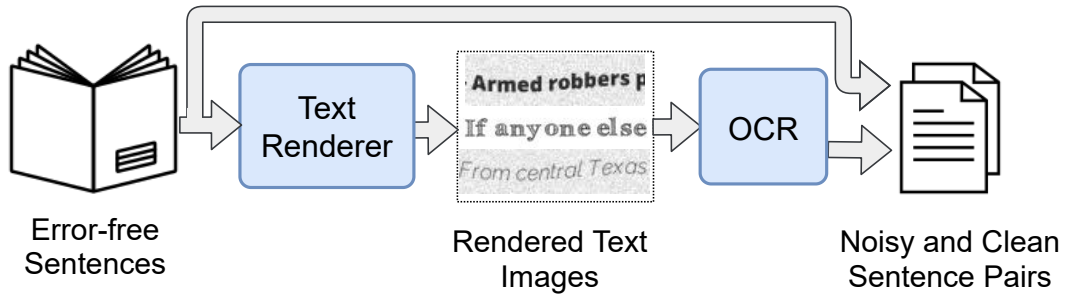 Text
Renderer
Armed robbers p
If anyone else
From central Texas
OCR
Error-free
Sentences
Rendered Text
Images
Noisy and Clean
Sentence Pairs